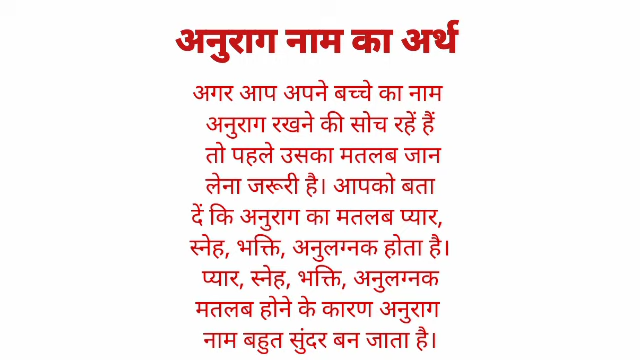 अनुराग नाम का अर्थ
अगर आप अपने बच्चे का नाम
अनुराग रखने की सोच रहें हैं
तो पहले उसका मतलब जान
लेना जरूरी है। आपको बता
दें कि अनुराग का मतलब प्यार,
स्नेह, भक्ति, अनुलग्नक होता है।
प्यार, स्नेह, भक्ति, अनुलग्नक
मतलब होने के कारण अनुराग
नाम बहुत सुंदर बन जाता है।